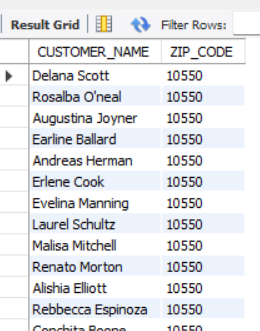 Result Grid Filter Rows:
CUSTOMER_NAME ZIP_CODE
Delana Scott 10550
Rosalba O'neal 10550
Augustina Joyner 10550
Earline Ballard 10550
Andreas Herman 10550
Erlene Cook 10550
Evelina Manning 10550
Laurel Schultz 10550
Malisa Mitchell 10550
Renato Morton 10550
Alishia Elliott 10550
Rebbecca Espinoza 10550
Conchita Boone 10550